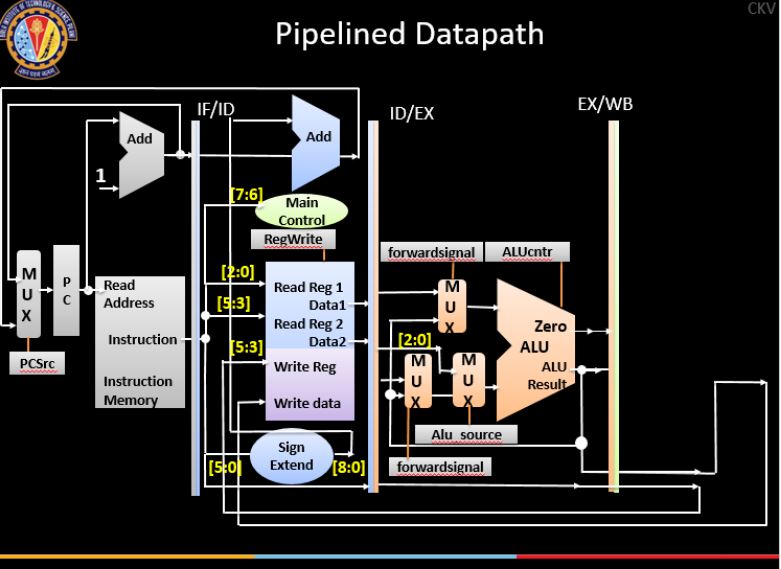 CKV
Pipelined Datapath
IF/ID
ID/EX
EX/WB
Add
Add
1
[7:6]
Main
Control
RegWrite
forwardsignal
ALUcntr
M
U
X
P
C
Read
Address
Instruction
Instruction
Memory
PCSrc
[2:0]
[5:3]
[5:3]
Read Reg 1
Data1
Read Reg 2
Data2
Write Reg
Write data
M
U
X
[2:0]
M
U
X
M
U
X
Zero
ALU
ALU
Result
Alu_source
forwardsignal
Sign
Extend
[5:0]
[8:0]